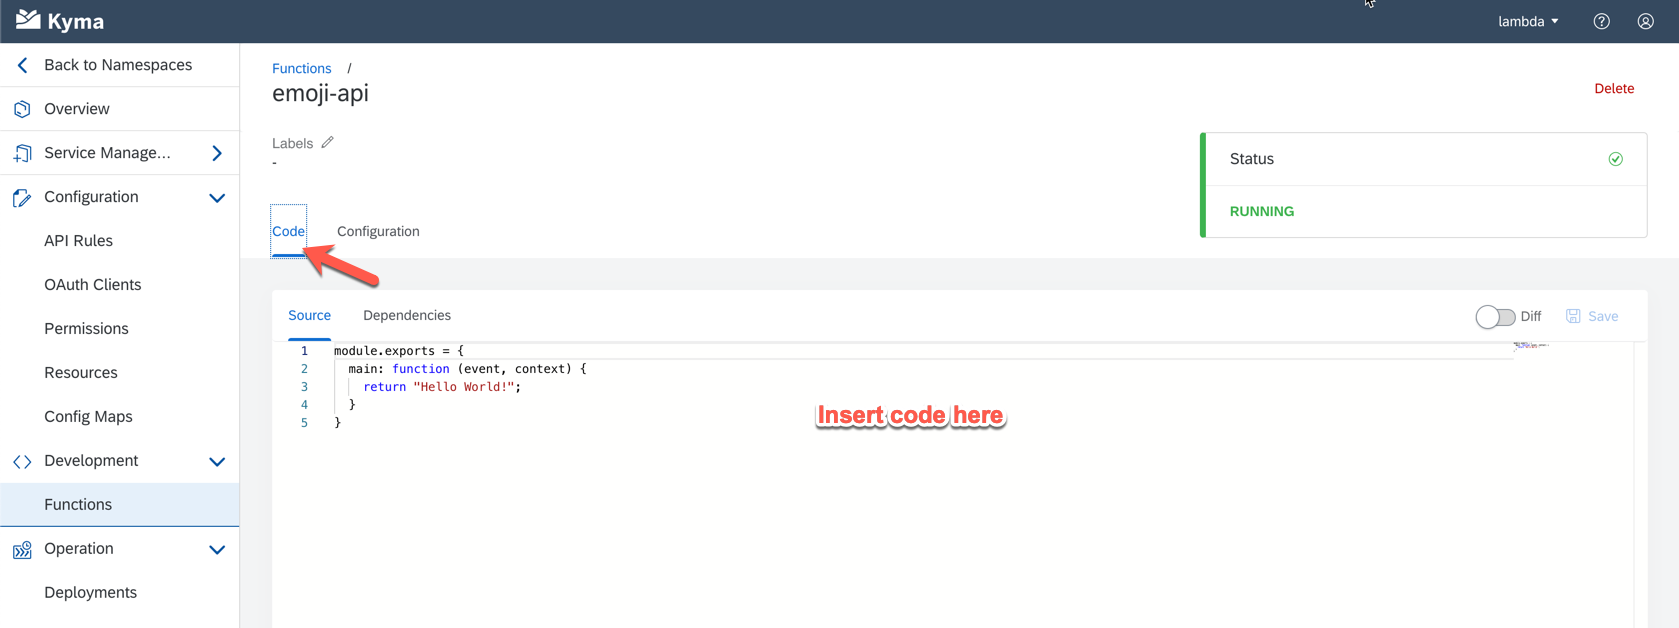 Kyma
lambda
Back to Namespaces
Overview
Service Manage...
Configuration
API Rules
OAuth Clients
Permissions
Resources
Config Maps
Development
Functions
Operation
Deployments
Functions /
emoji-api
Delete
Labels
-
Status
RUNNING
Code Configuration
Source Dependencies
Diff Save
1 module.exports = {
2 main: function (event, context) {
3 return "Hello World!";
4 }
5 }
Insert code here